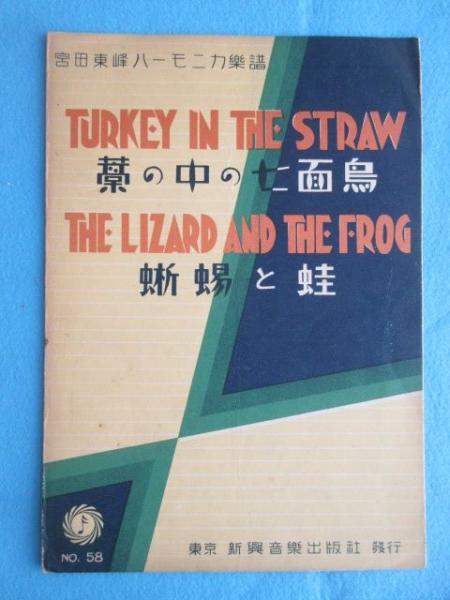 宮田東峰ハーモニカ樂譜
TURKEY IN THE STRAW
藁の中の七面鳥
THE LIZARD AND THE FROG
蜥蜴と蛙
NO. 58
東京 新興音樂出版社 發行